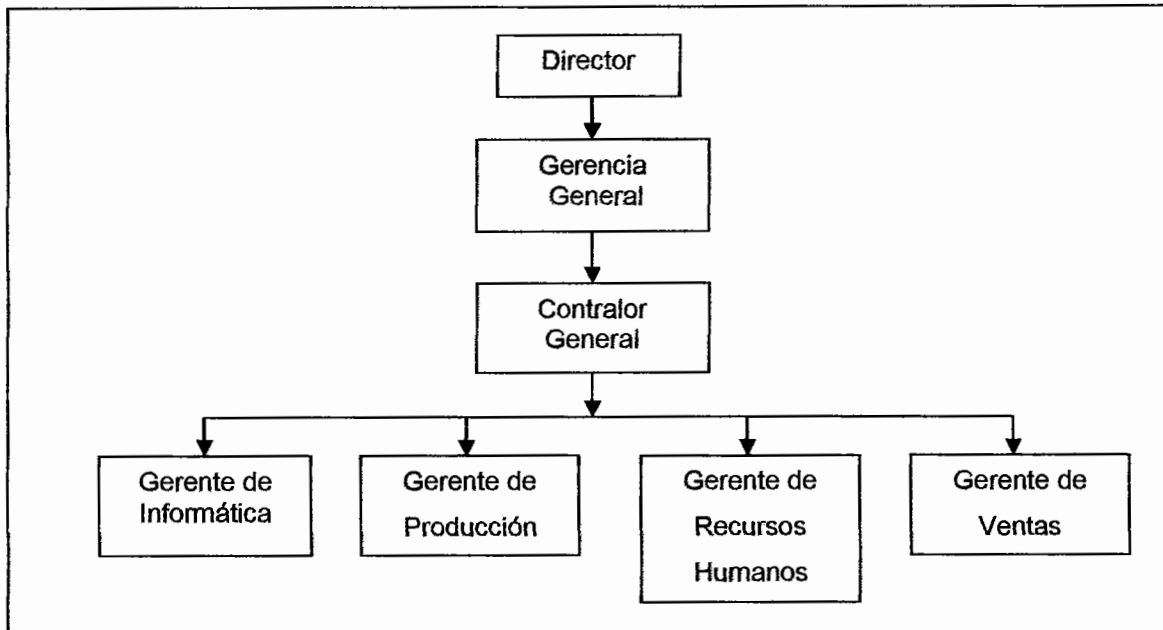 Director
Gerencia
General
Contralor
General
Gerente de
Informática
Gerente de
Producción
Gerente de
Recursos
Humanos
Gerente de
Ventas